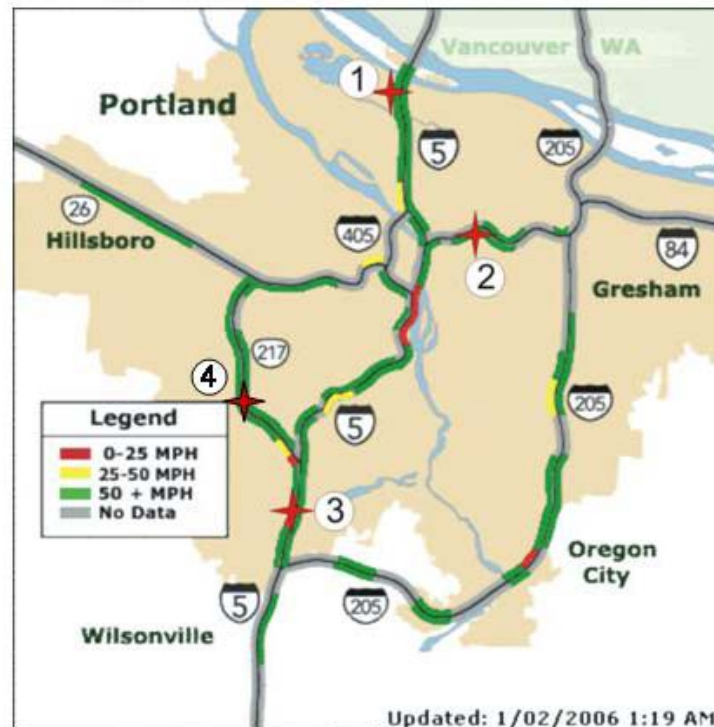 Vancouver WA
1
Portland
5
205
26
Hillsboro
405
84
2
Gresham
217
4
Legend
0-25 MPH
25-50 MPH
50 + MPH
No Data
5
205
3
Oregon
City
5
205
Wilsonville
Updated: 1/02/2006 1:19 AM